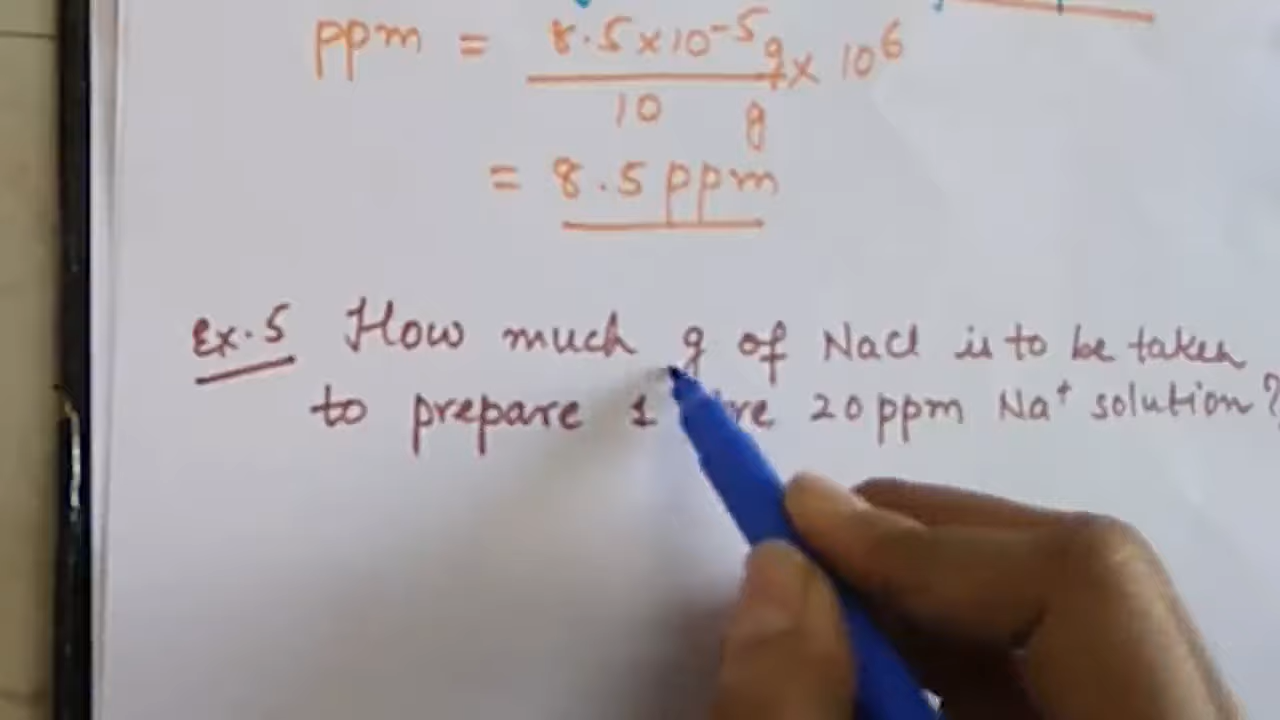 ppm = 8.5 x 10⁻⁵ g x 10⁶
10 g
= 8.5 ppm
Ex.5 How much g of NaCl is to be taken
to prepare 1 20 ppm Na⁺ solution?